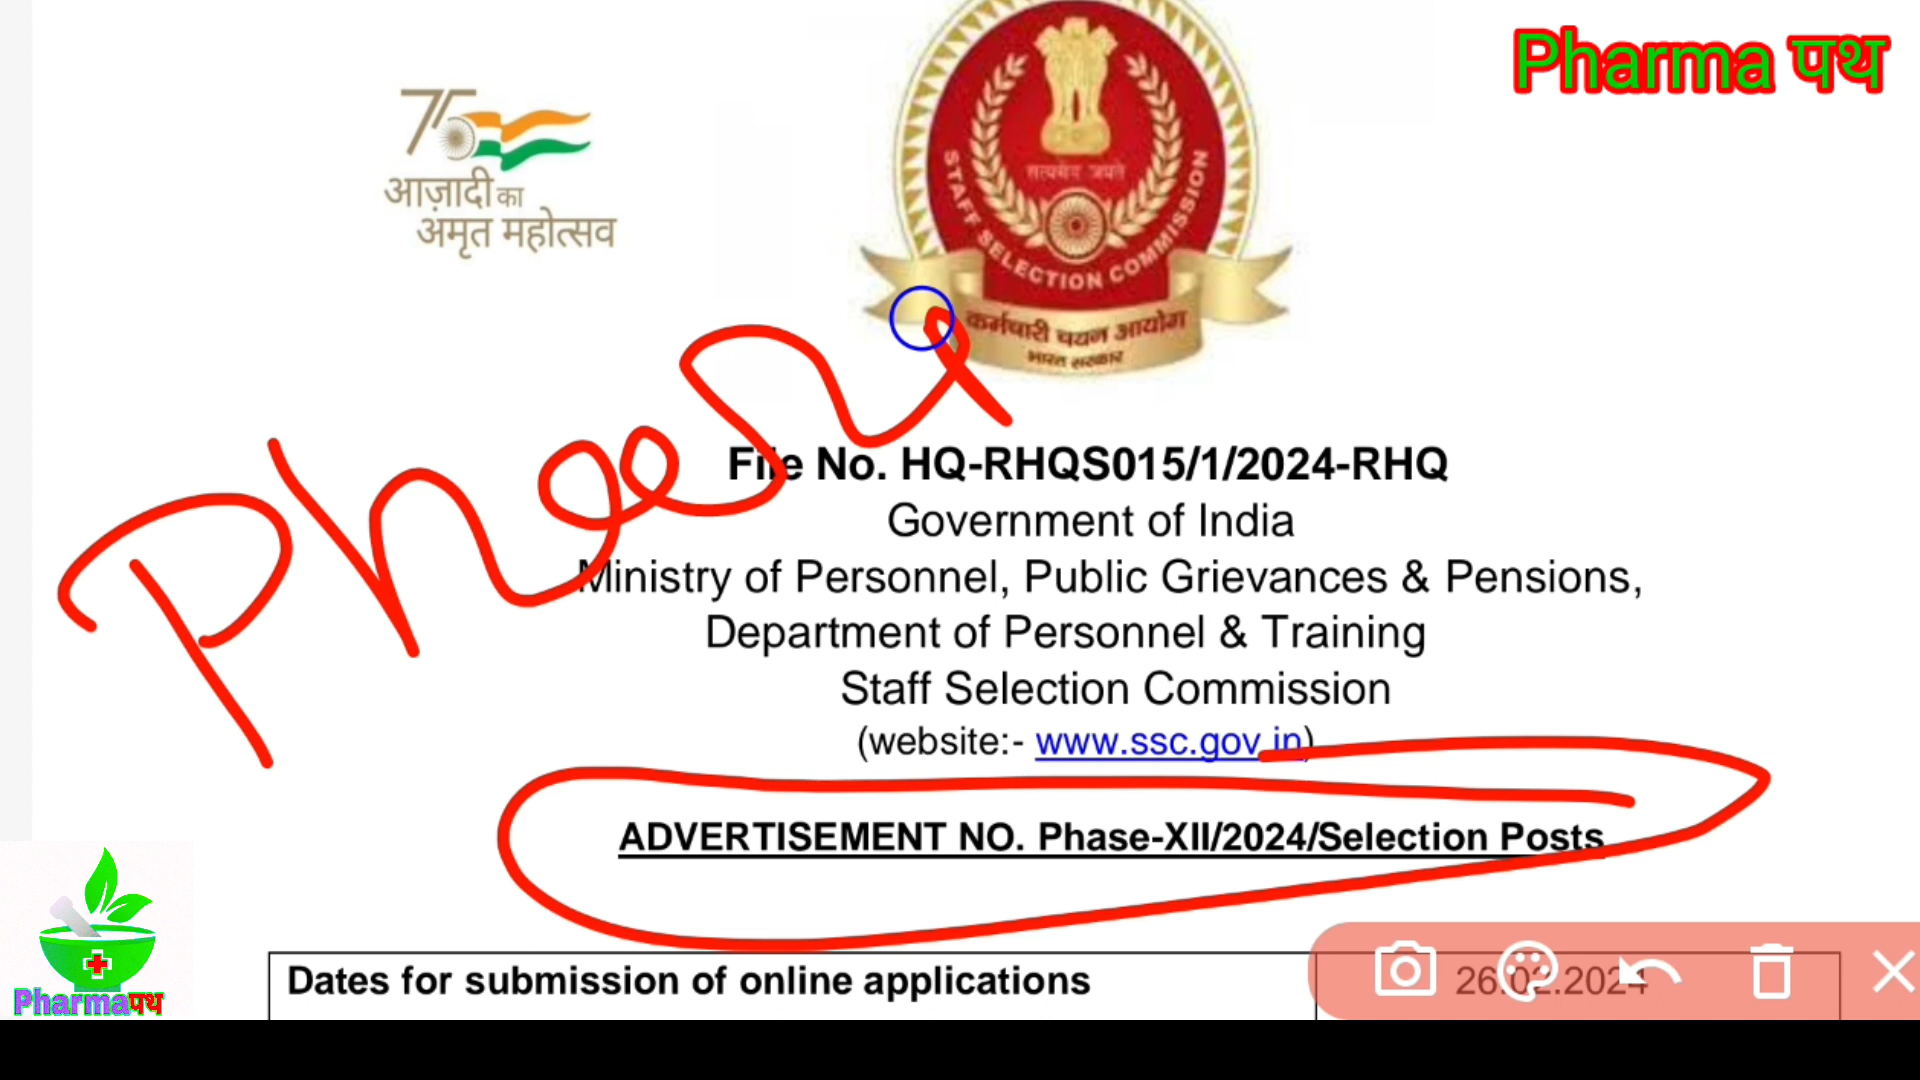 Pharma पथ
75
आज़ादी का
अमृत महोत्सव
सत्यमेव जयते
STAFF SELECTION COMMISSION
कर्मचारी चयन आयोग
भारत सरकार
File No. HQ-RHQS015/1/2024-RHQ
Government of India
Ministry of Personnel, Public Grievances & Pensions,
Department of Personnel & Training
Staff Selection Commission
(website:- www.ssc.gov.in)
ADVERTISEMENT NO. Phase-XII/2024/Selection Posts
Dates for submission of online applications 26.02.2024
Pharmaपथ